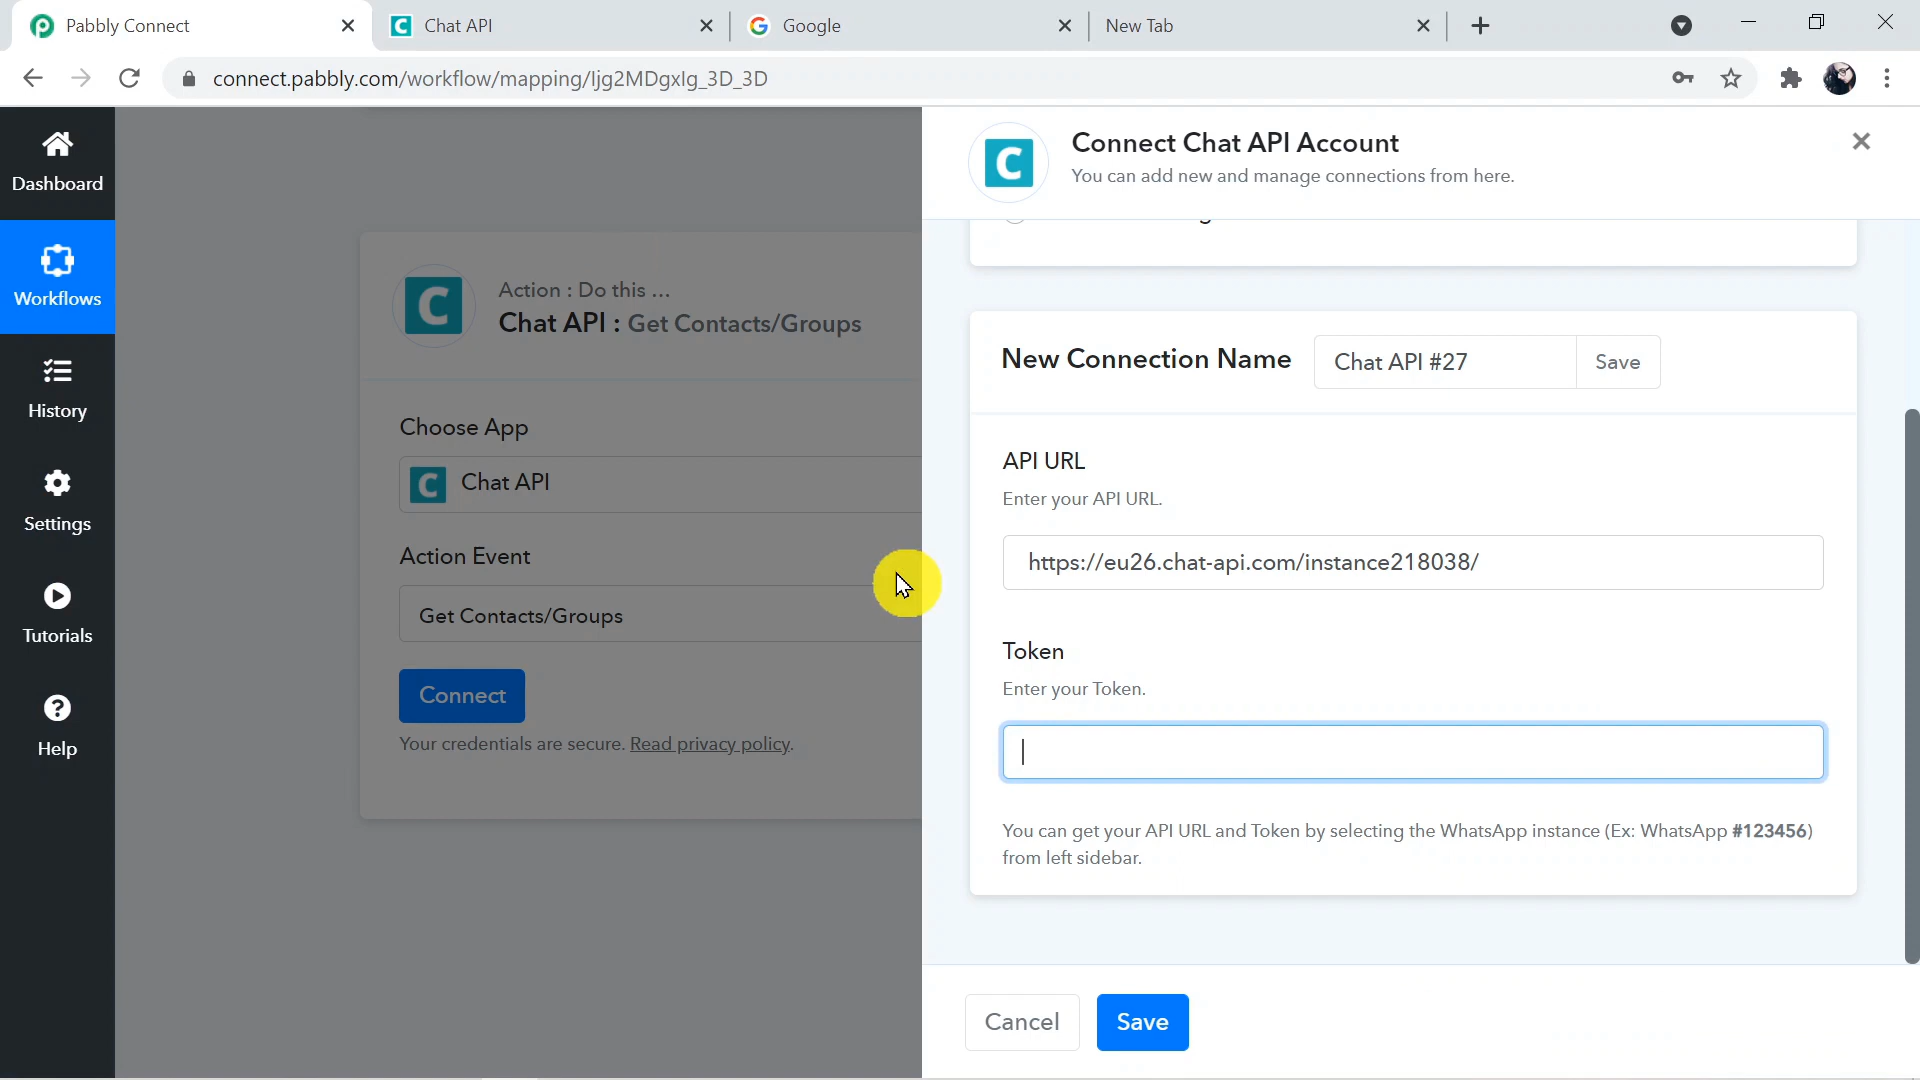 Pabbly Connect
Chat API
Google
New Tab
connect.pabbly.com/workflow/mapping/Ijg2MDgxIg_3D_3D
Dashboard
Workflows
History
Settings
Tutorials
Help
Action : Do this ...
Chat API : Get Contacts/Groups
Choose App
C Chat API
Action Event
Get Contacts/Groups
Connect
Your credentials are secure. Read privacy policy.
Connect Chat API Account
You can add new and manage connections from here.
New Connection Name
Chat API #27
Save
API URL
Enter your API URL.
https://eu26.chat-api.com/instance218038/
Token
Enter your Token.
You can get your API URL and Token by selecting the WhatsApp instance (Ex: WhatsApp #123456)
from left sidebar.
Cancel
Save